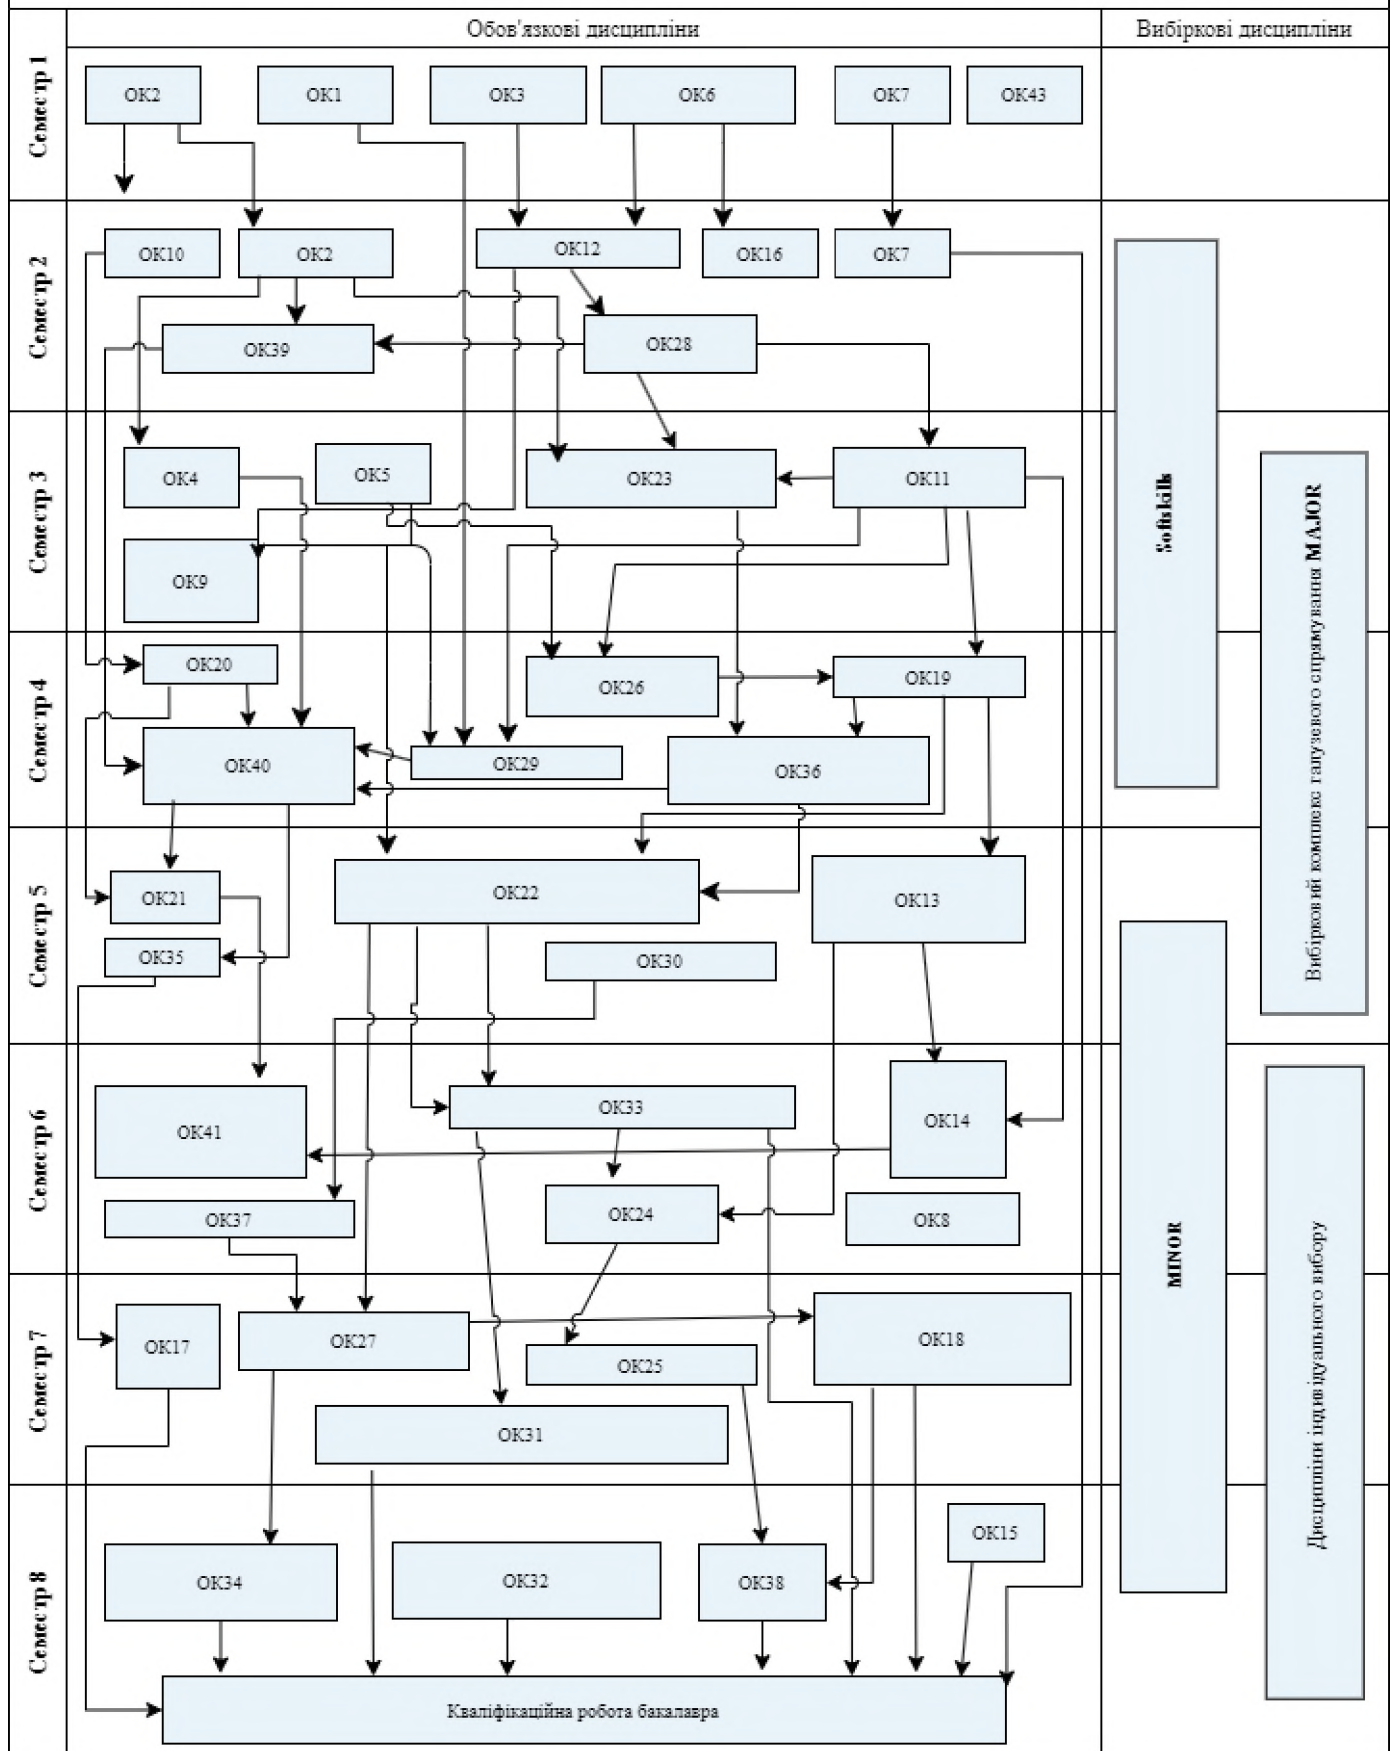 Обов'язкові дисципліни
Вибіркові дисципліни
Семестр 1
ОК2
ОК1
ОК3
ОК6
ОК7
ОК43
Семестр 2
ОК10
ОК2
ОК12
ОК16
ОК7
ОК39
ОК28
Семестр 3
ОК4
ОК5
ОК23
ОК11
ОК9
Семестр 4
ОК20
ОК26
ОК19
ОК40
ОК29
ОК36
Семестр 5
ОК21
ОК22
ОК13
ОК35
ОК30
Семестр 6
ОК41
ОК33
ОК14
ОК37
ОК24
ОК8
Семестр 7
ОК17
ОК27
ОК18
ОК25
ОК31
Семестр 8
ОК15
ОК34
ОК32
ОК38
Кваліфікаційна робота бакалавра
Softskills
Вибірковий комплекс галузевого спрямування MAJOR
MINOR
Дисципліни індивідуального вибору